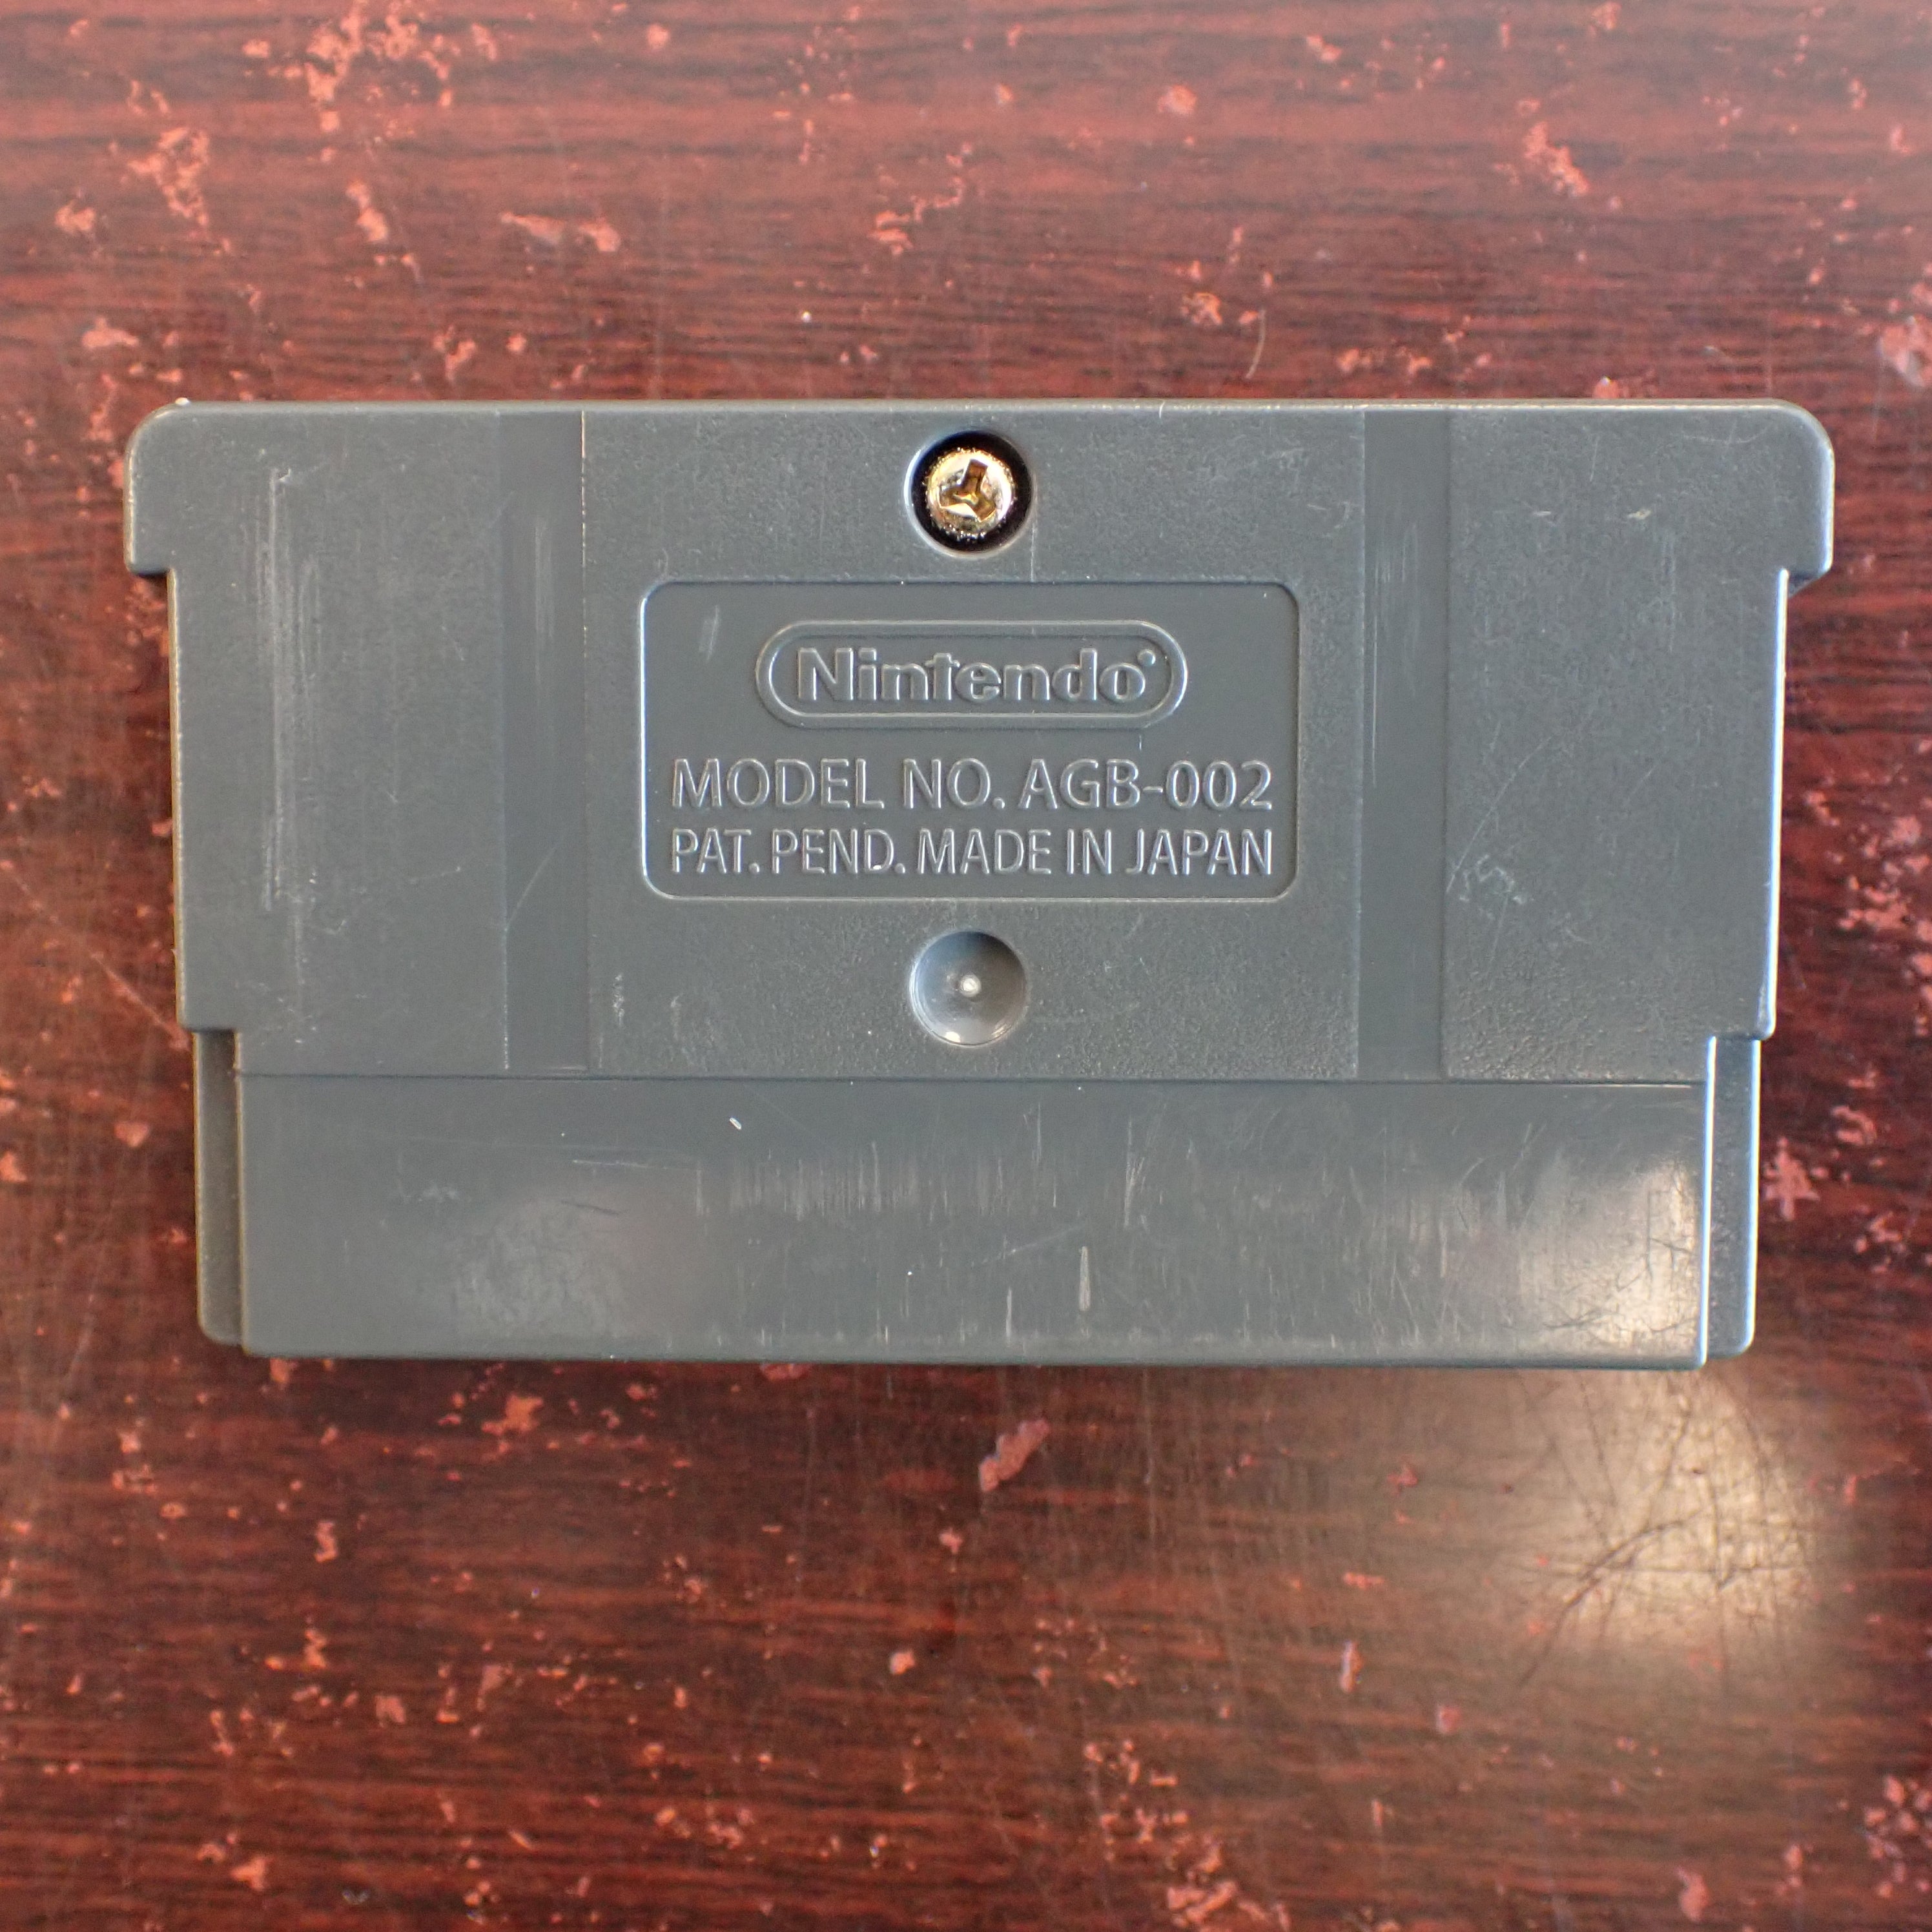 Nintendo
MODEL NO. AGB-002
PAT. PEND. MADE IN JAPAN